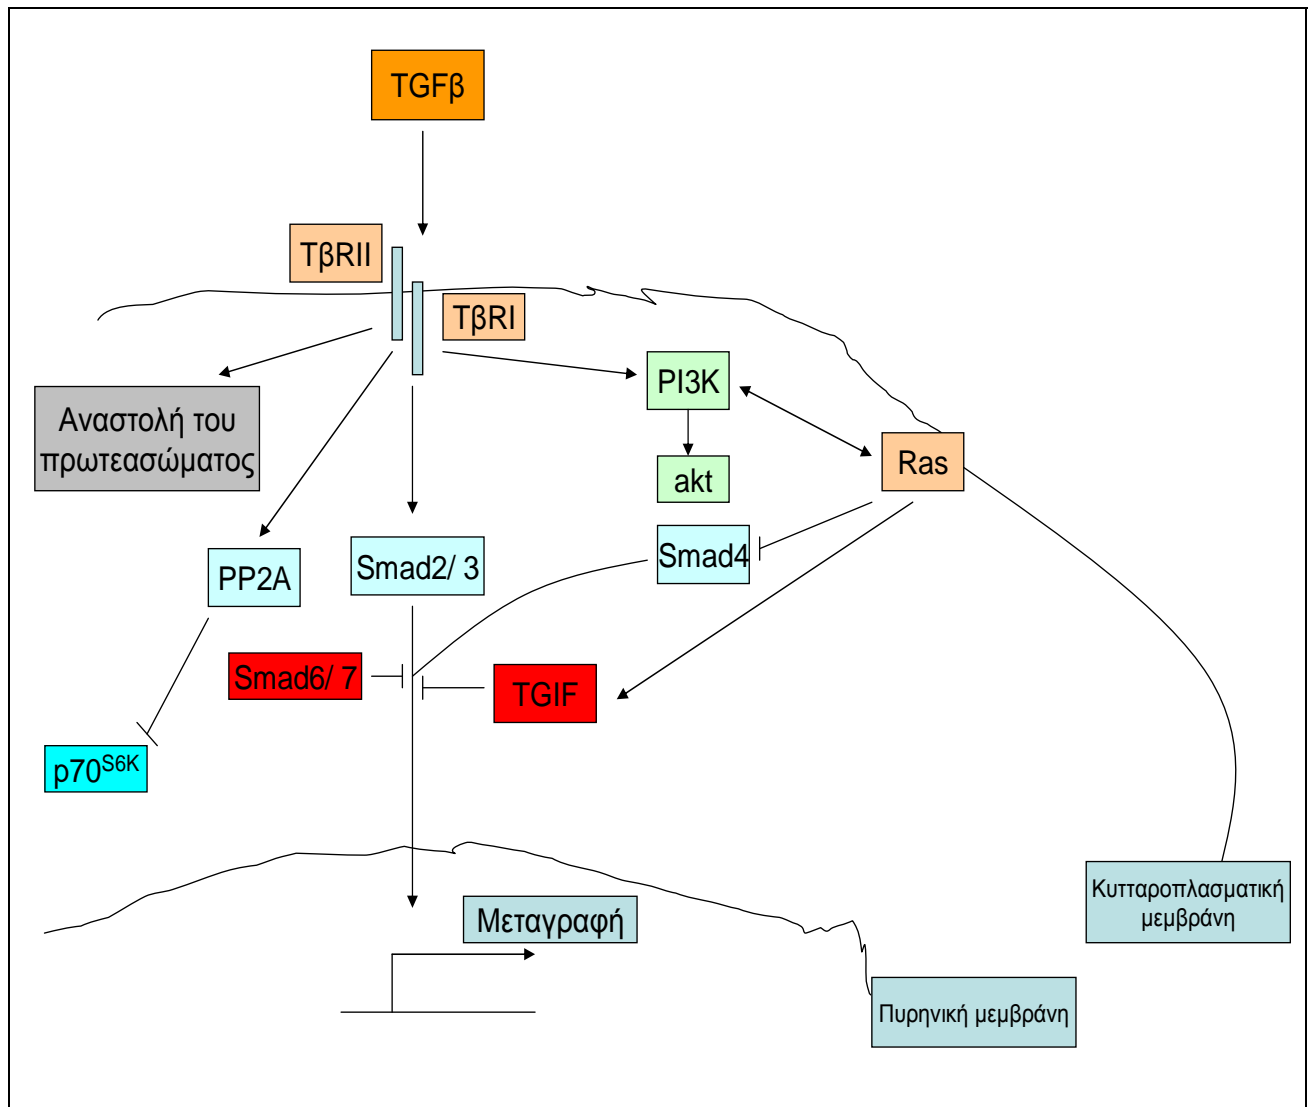 TGFβ
TβRII
TβRI
PI3K
Αναστολή του
πρωτεασώματος
Ras
akt
Smad4
Smad2/ 3
PP2A
Smad6/ 7
TGIF
p70S6K
Κυτταροπλασματική
μεμβράνη
Μεταγραφή
Πυρηνική μεμβράνη